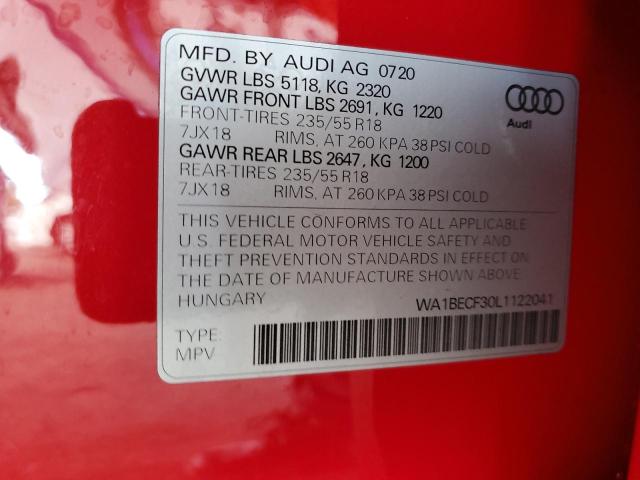 MFD. BY AUDI AG 0720
GVWR LBS 5118, KG 2320
GAWR FRONT LBS 2691, KG 1220
FRONT-TIRES 235/55 R18
7JX18 RIMS, AT 260 KPA 38 PSI COLD
GAWR REAR LBS 2647, KG 1200
REAR-TIRES 235/55 R18
7JX18 RIMS, AT 260 KPA 38 PSI COLD
Audi
THIS VEHICLE CONFORMS TO ALL APPLICABLE
U.S. FEDERAL MOTOR VEHICLE SAFETY AND
THEFT PREVENTION STANDARDS IN EFFECT ON
THE DATE OF MANUFACTURE SHOWN ABOVE
HUNGARY
WA1BECF30L1122041
TYPE:
MPV